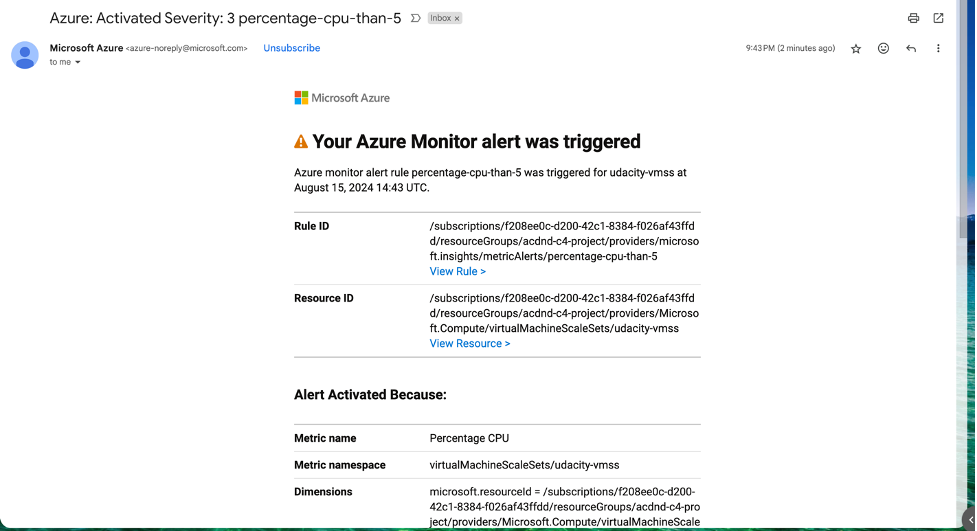 Azure: Activated Severity: 3 percentage-cpu-than-5 Inbox ×
Microsoft Azure <azure-noreply@microsoft.com> Unsubscribe 9:43 PM (2 minutes ago)
to me
Microsoft Azure
Your Azure Monitor alert was triggered
Azure monitor alert rule percentage-cpu-than-5 was triggered for udacity-vmss at
August 15, 2024 14:43 UTC.
Rule ID /subscriptions/f208ee0c-d200-42c1-8384-f026af43ffd
d/resourceGroups/acdnd-c4-project/providers/microso
ft.insights/metricAlerts/percentage-cpu-than-5
View Rule >
Resource ID /subscriptions/f208ee0c-d200-42c1-8384-f026af43ffd
d/resourceGroups/acdnd-c4-project/providers/Microso
ft.Compute/virtualMachineScaleSets/udacity-vmss
View Resource >
Alert Activated Because:
Metric name Percentage CPU
Metric namespace virtualMachineScaleSets/udacity-vmss
Dimensions microsoft.resourceId = /subscriptions/f208ee0c-d200-
42c1-8384-f026af43ffdd/resourceGroups/acdnd-c4-pro
ject/providers/Microsoft.Compute/virtualMachineScale